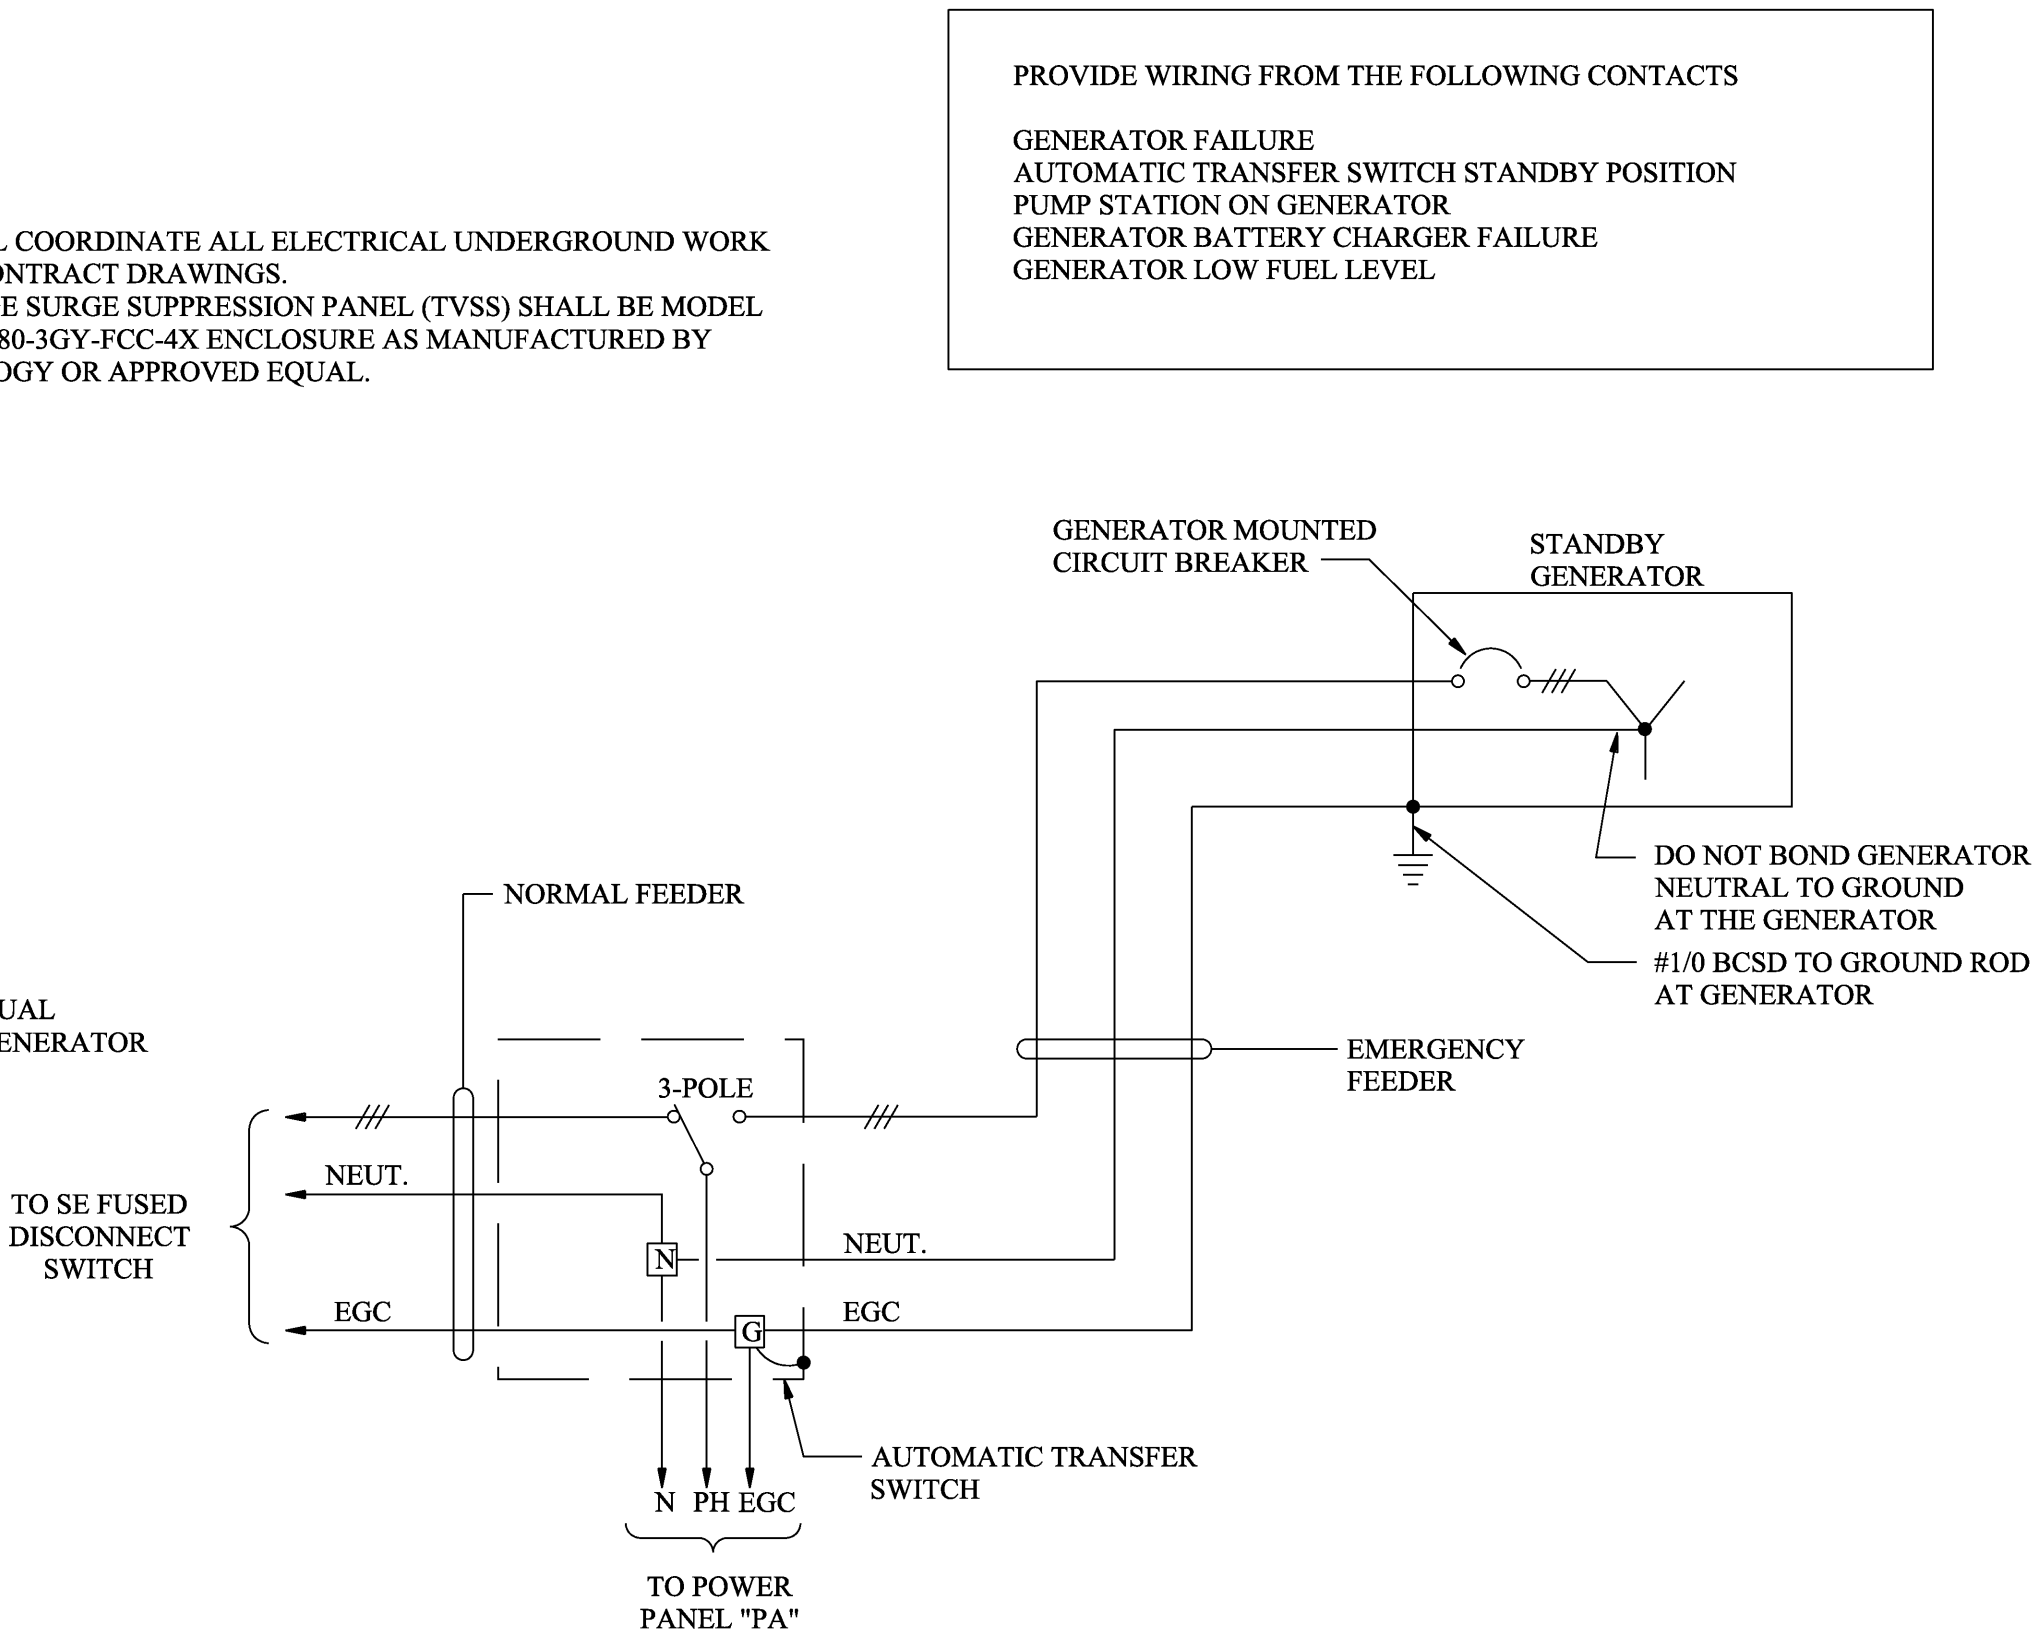 PROVIDE WIRING FROM THE FOLLOWING CONTACTS
GENERATOR FAILURE
AUTOMATIC TRANSFER SWITCH STANDBY POSITION
PUMP STATION ON GENERATOR
GENERATOR BATTERY CHARGER FAILURE
GENERATOR LOW FUEL LEVEL
COORDINATE ALL ELECTRICAL UNDERGROUND WORK
CONTRACT DRAWINGS.
SURGE SUPPRESSION PANEL (TVSS) SHALL BE MODEL
80-3GY-FCC-4X ENCLOSURE AS MANUFACTURED BY
OGY OR APPROVED EQUAL.
GENERATOR MOUNTED
CIRCUIT BREAKER
STANDBY
GENERATOR
DO NOT BOND GENERATOR
NEUTRAL TO GROUND
AT THE GENERATOR
#1/0 BCSD TO GROUND ROD
AT GENERATOR
NORMAL FEEDER
UAL
ENERATOR
EMERGENCY
FEEDER
3-POLE
NEUT.
TO SE FUSED
DISCONNECT
SWITCH
N
NEUT.
EGC
G
EGC
AUTOMATIC TRANSFER
SWITCH
N PH EGC
TO POWER
PANEL "PA"